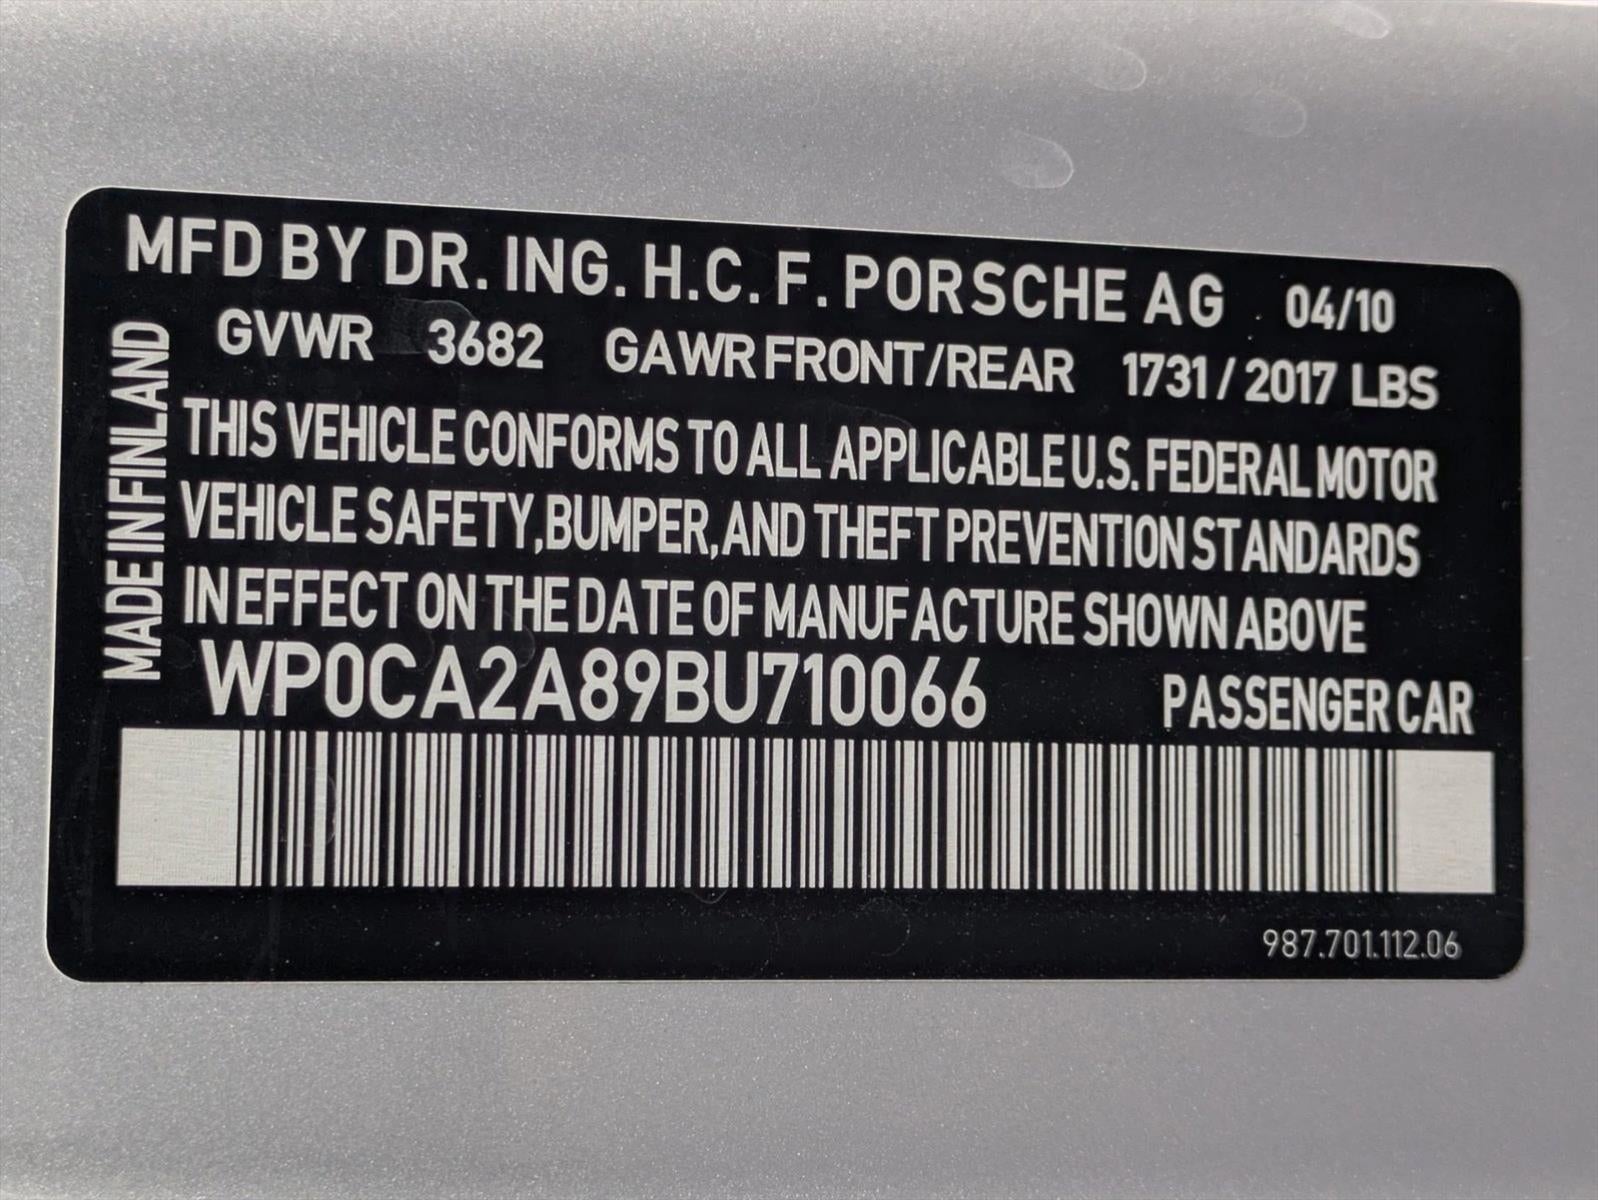 MFD BY DR. ING. H.C. F. PORSCHE AG 04/10
GVWR 3682 GAWR FRONT/REAR 1731/2017 LBS
THIS VEHICLE CONFORMS TO ALL APPLICABLE U.S. FEDERAL MOTOR
VEHICLE SAFETY, BUMPER, AND THEFT PREVENTION STANDARDS
IN EFFECT ON THE DATE OF MANUFACTURE SHOWN ABOVE
WP0CA2A89BU710066 PASSENGER CAR
MADE IN FINLAND
987.701.112.06